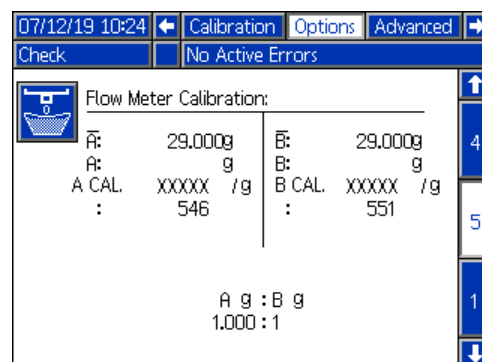 07/12/19 10:24 Calibration Options Advanced
Check No Active Errors
Flow Meter Calibration:
A̅: 29.000g B̅: 29.000g
A: g B: g
A CAL. XXXXX /g B CAL. XXXXX /g
: 546 : 551
A g : B g
1.000 : 1
0
4
5
1